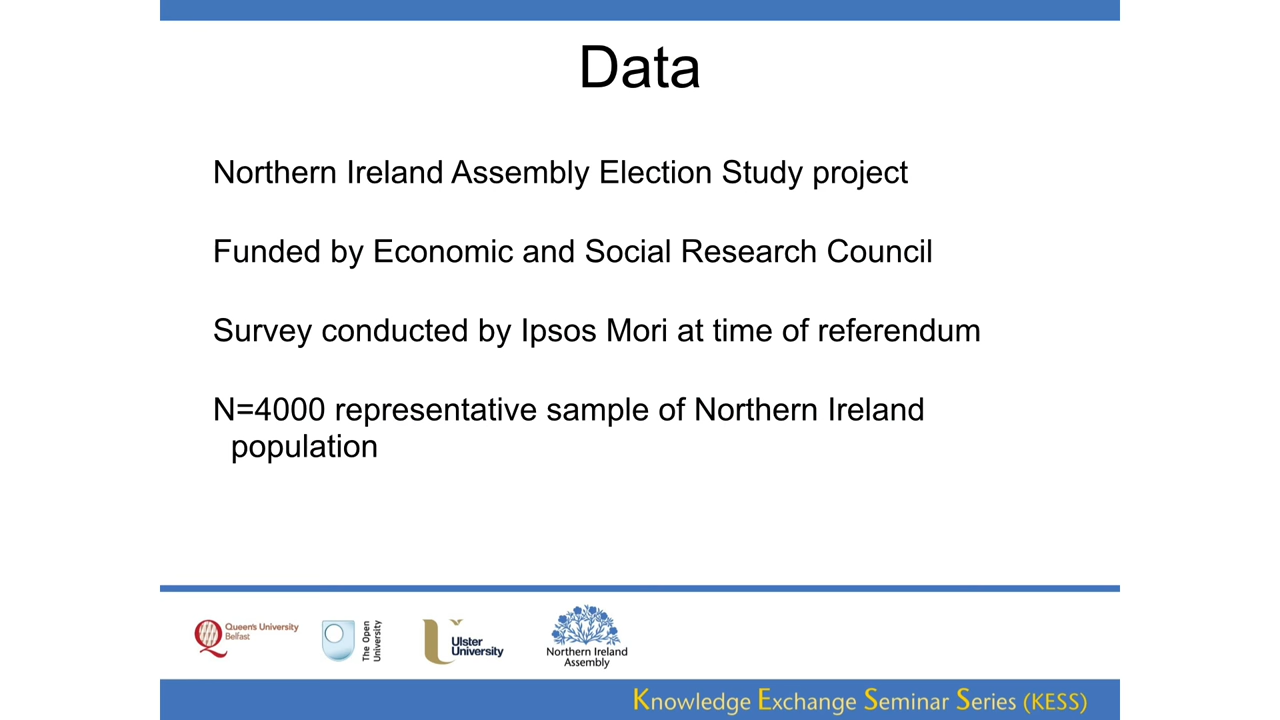 Data
Northern Ireland Assembly Election Study project
Funded by Economic and Social Research Council
Survey conducted by Ipsos Mori at time of referendum
N=4000 representative sample of Northern Ireland
population
Queen's University
Belfast
The Open
University
Ulster
University
Northern Ireland
Assembly
Knowledge Exchange Seminar Series (KESS)